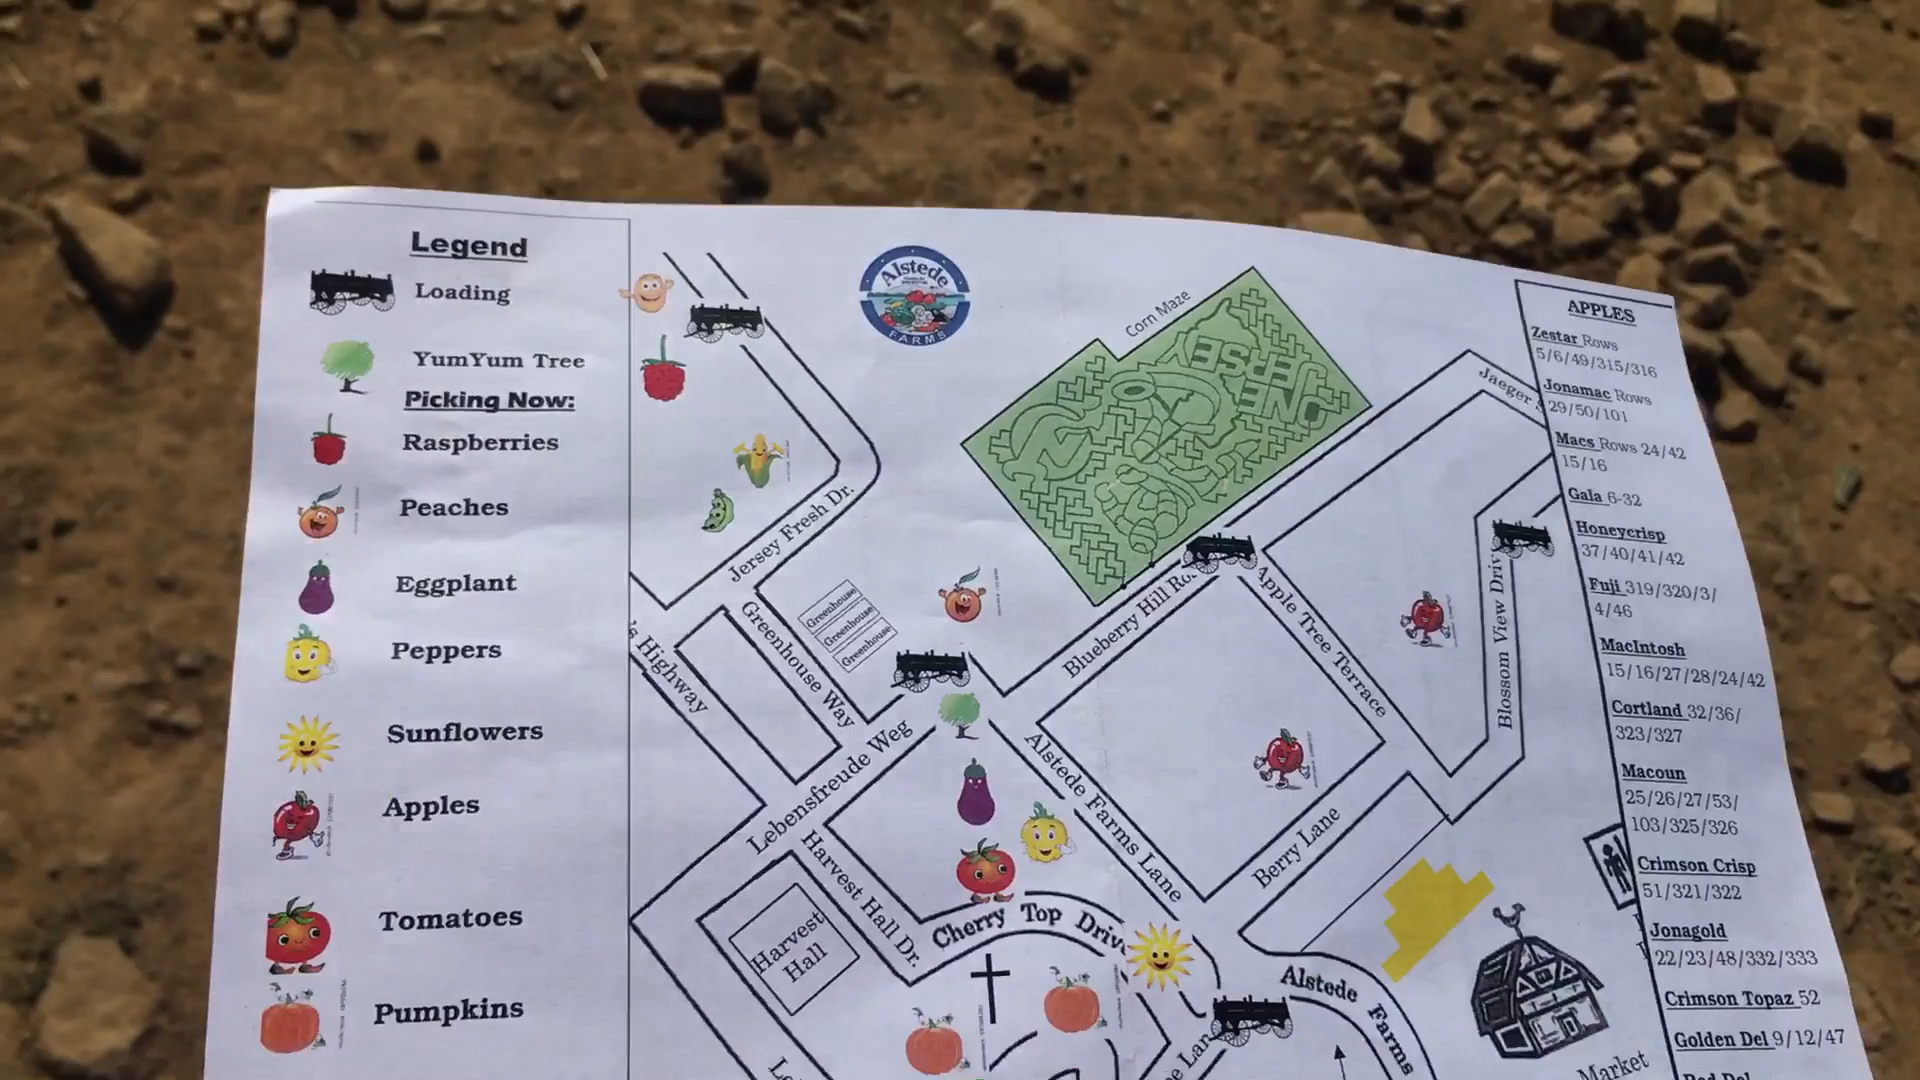 Legend
Loading
YumYum Tree
Picking Now:
Raspberries
Peaches
Eggplant
Peppers
Sunflowers
Apples
Tomatoes
Pumpkins
Alstede
FARMS
Corn Maze
ONE
JERSE
Jersey Fresh Dr.
Greenhouse
Greenhouse
Greenhouse
Greenhouse Way
Highway
Lebensfreude Weg
Blueberry Hill
Jaeger
Apple Tree Terrace
Blossom View
Alstede Farms Lane
Berry Lane
Harvest Hall Dr.
Harvest
Hall
Cherry Top
Alstede Farms
Market
APPLES
Zestar Rows
5/6/49/315/316
Jonamac Rows
29/50/101
Macs Rows 24/42
15/16
Gala 6-32
Honeycrisp
37/40/41/42
Fuji 319/320/3/
4/46
MacIntosh
15/16/27/28/24/42
Cortland 32/36/
323/327
Macoun
25/26/27/53/
103/325/326
Crimson Crisp
51/321/322
Jonagold
22/23/48/332/333
Crimson Topaz 52
Golden Del 9/12/47